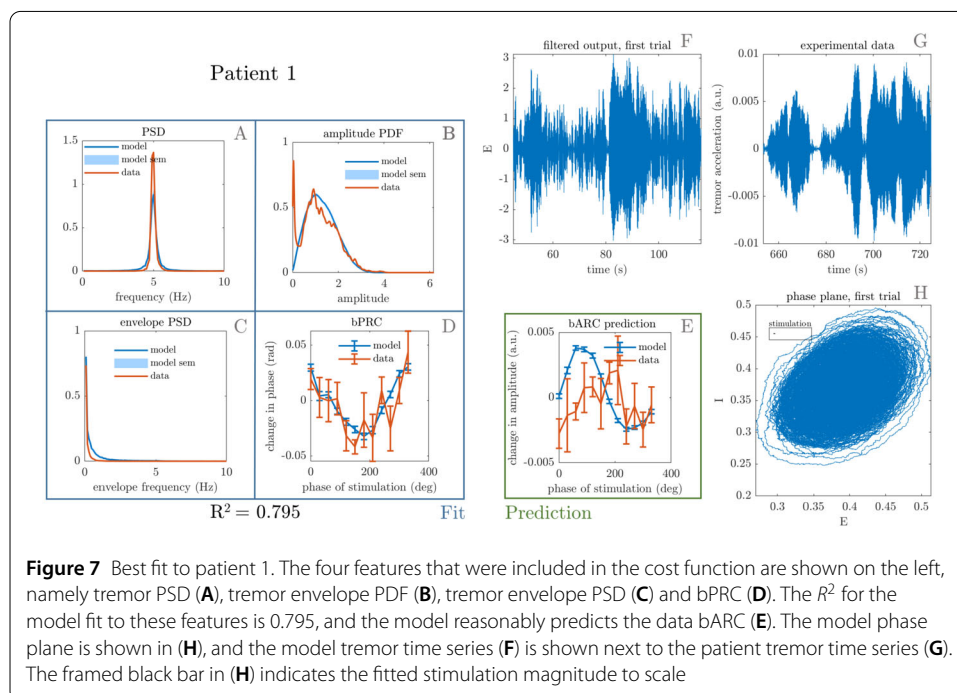 Patient 1
PSD
A
1.5
1
0.5
0
model
model sem
data
0
5
10
frequency (Hz)
amplitude PDF
B
1
0.5
0
model
model sem
data
0
2
4
6
amplitude
envelope PSD
C
1
0.5
0
model
model sem
data
0
5
10
envelope frequency (Hz)
bPRC
D
change in phase (rad)
0.05
0
-0.05
model
data
0
200
400
phase of stimulation (deg)
R² = 0.795
Fit
filtered output, first trial
F
E
3
2
1
0
-1
-2
-3
60
80
100
time (s)
experimental data
G
tremor acceleration (a.u.)
0.01
0.005
0
-0.005
-0.01
660
680
700
720
time (s)
bARC prediction
E
change in amplitude (a.u.)
0.005
0
-0.005
model
data
0
200
400
phase of stimulation (deg)
Prediction
phase plane, first trial
H
stimulation
-
I
0.5
0.45
0.4
0.35
0.3
0.25
0.2
0.3
0.35
0.4
0.45
0.5
E
Figure 7 Best fit to patient 1. The four features that were included in the cost function are shown on the left,
namely tremor PSD (A), tremor envelope PDF (B), tremor envelope PSD (C) and bPRC (D). The R² for the
model fit to these features is 0.795, and the model reasonably predicts the data bARC (E). The model phase
plane is shown in (H), and the model tremor time series (F) is shown next to the patient tremor time series (G).
The framed black bar in (H) indicates the fitted stimulation magnitude to scale